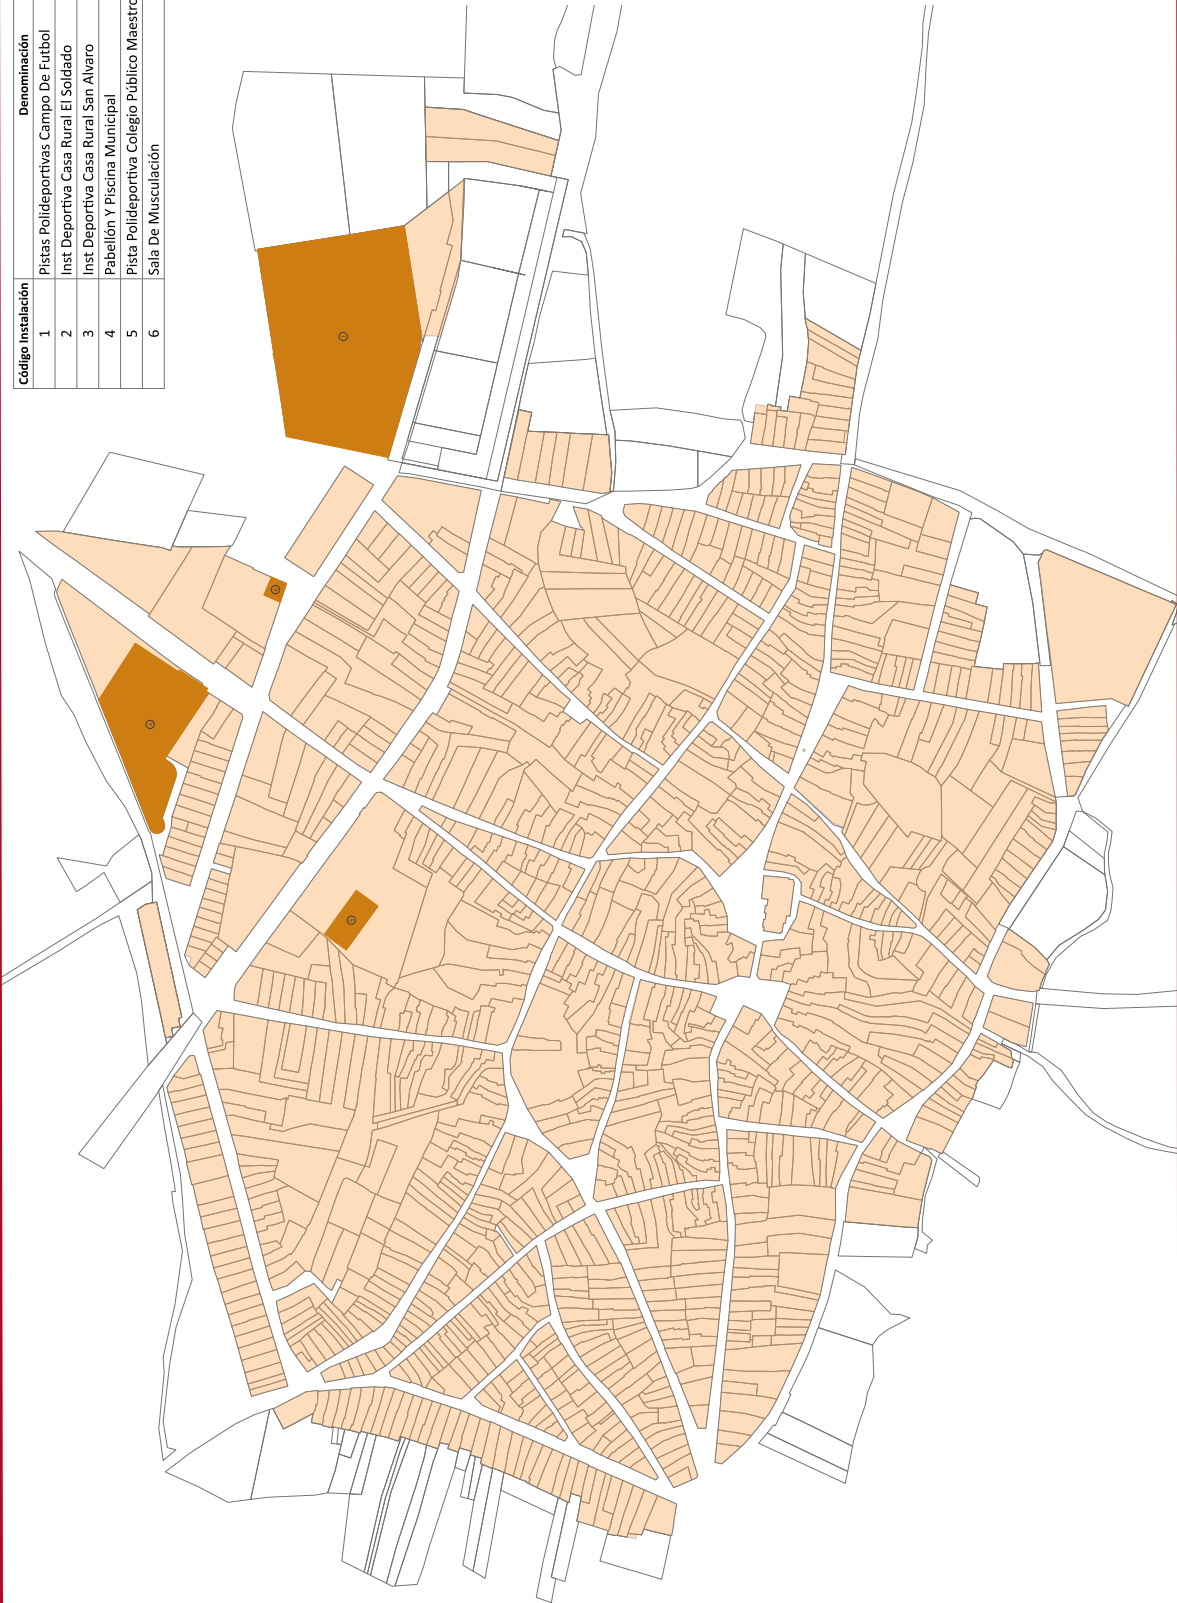 Código Instalación Denominación
1 Pistas Polideportivas Campo De Futbol
2 Inst Deportiva Casa Rural El Soldado
3 Inst Deportiva Casa Rural San Alvaro
4 Pabellón Y Piscina Municipal
5 Pista Polideportiva Colegio Público Maestro
6 Sala De Musculación